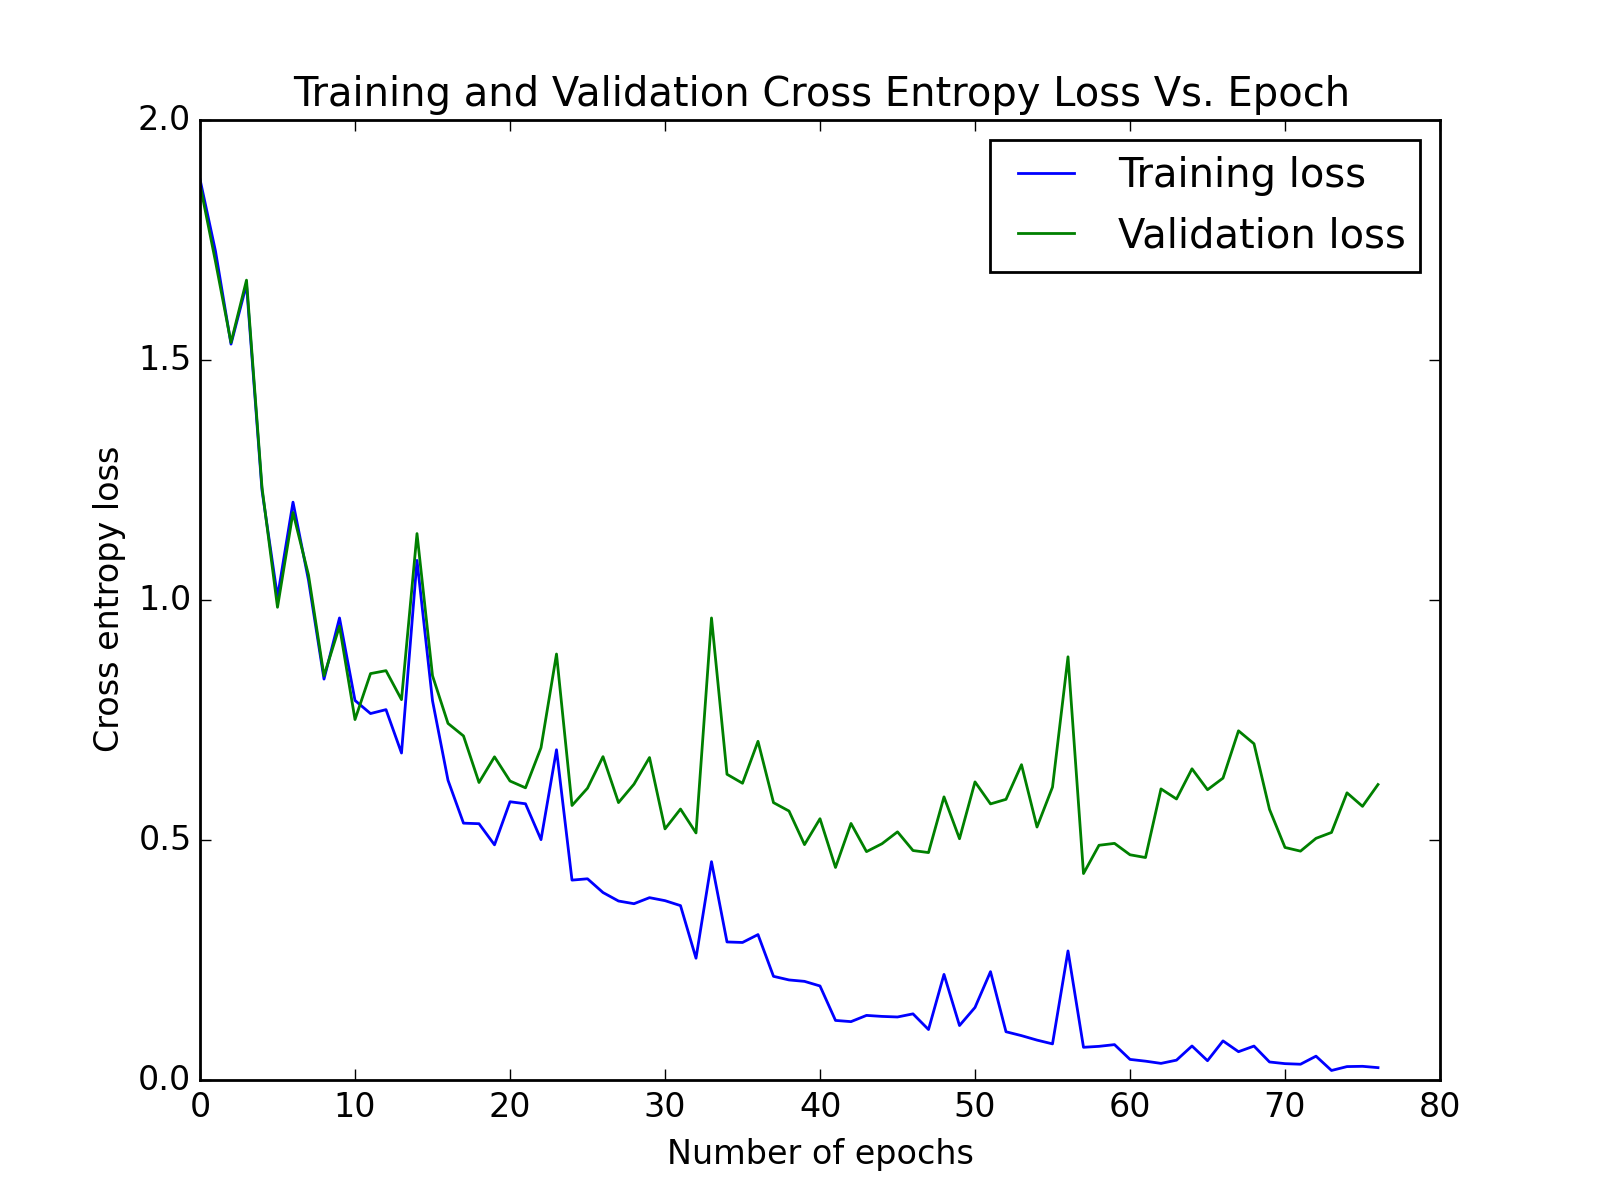 Training and Validation Cross Entropy Loss Vs. Epoch
2.0
1.5
1.0
0.5
0.0
Cross entropy loss
Training loss
Validation loss
0 10 20 30 40 50 60 70 80
Number of epochs